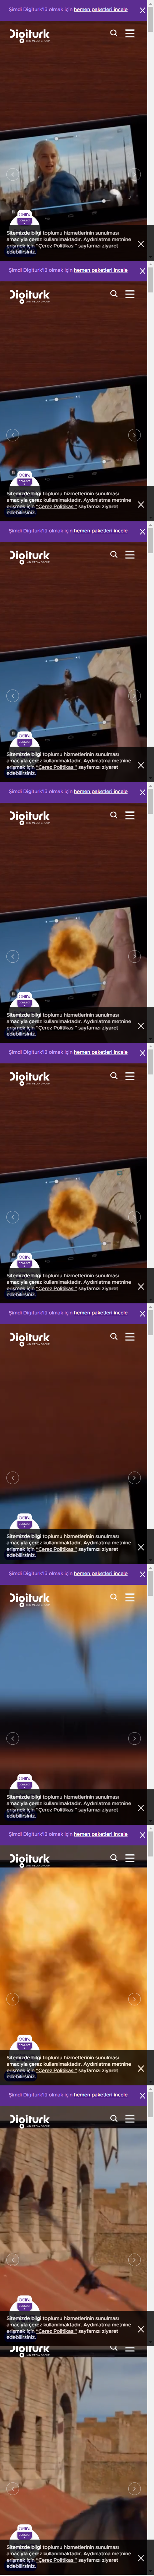 Şimdi Digiturk'lü olmak için hemen paketleri incele
Digiturk
beIN MEDIA GROUP
beIN
CONNECT
Sitemizde bilgi toplumu hizmetlerinin sunulması
amacıyla çerez kullanılmaktadır. Aydınlatma metnine
erişmek için “Çerez Politikası” sayfamızı ziyaret
edebilirsiniz.
Şimdi Digiturk'lü olmak için hemen paketleri incele
Digiturk
beIN MEDIA GROUP
beIN
CONNECT
Sitemizde bilgi toplumu hizmetlerinin sunulması
amacıyla çerez kullanılmaktadır. Aydınlatma metnine
erişmek için “Çerez Politikası” sayfamızı ziyaret
edebilirsiniz.
Şimdi Digiturk'lü olmak için hemen paketleri incele
Digiturk
beIN MEDIA GROUP
beIN
CONNECT
Sitemizde bilgi toplumu hizmetlerinin sunulması
amacıyla çerez kullanılmaktadır. Aydınlatma metnine
erişmek için “Çerez Politikası” sayfamızı ziyaret
edebilirsiniz.
Şimdi Digiturk'lü olmak için hemen paketleri incele
Digiturk
beIN MEDIA GROUP
beIN
CONNECT
Sitemizde bilgi toplumu hizmetlerinin sunulması
amacıyla çerez kullanılmaktadır. Aydınlatma metnine
erişmek için “Çerez Politikası” sayfamızı ziyaret
edebilirsiniz.
Şimdi Digiturk'lü olmak için hemen paketleri incele
Digiturk
beIN MEDIA GROUP
beIN
CONNECT
Sitemizde bilgi toplumu hizmetlerinin sunulması
amacıyla çerez kullanılmaktadır. Aydınlatma metnine
erişmek için “Çerez Politikası” sayfamızı ziyaret
edebilirsiniz.
Şimdi Digiturk'lü olmak için hemen paketleri incele
Digiturk
beIN MEDIA GROUP
beIN
CONNECT
Sitemizde bilgi toplumu hizmetlerinin sunulması
amacıyla çerez kullanılmaktadır. Aydınlatma metnine
erişmek için “Çerez Politikası” sayfamızı ziyaret
edebilirsiniz.
Şimdi Digiturk'lü olmak için hemen paketleri incele
Digiturk
beIN MEDIA GROUP
beIN
CONNECT
Sitemizde bilgi toplumu hizmetlerinin sunulması
amacıyla çerez kullanılmaktadır. Aydınlatma metnine
erişmek için “Çerez Politikası” sayfamızı ziyaret
edebilirsiniz.
Şimdi Digiturk'lü olmak için hemen paketleri incele
Digiturk
beIN MEDIA GROUP
beIN
CONNECT
Sitemizde bilgi toplumu hizmetlerinin sunulması
amacıyla çerez kullanılmaktadır. Aydınlatma metnine
erişmek için “Çerez Politikası” sayfamızı ziyaret
edebilirsiniz.
Şimdi Digiturk'lü olmak için hemen paketleri incele
Digiturk
beIN MEDIA GROUP
beIN
CONNECT
Sitemizde bilgi toplumu hizmetlerinin sunulması
amacıyla çerez kullanılmaktadır. Aydınlatma metnine
erişmek için “Çerez Politikası” sayfamızı ziyaret
edebilirsiniz.
beIN MEDIA GROUP
beIN
CONNECT
Sitemizde bilgi toplumu hizmetlerinin sunulması
amacıyla çerez kullanılmaktadır. Aydınlatma metnine
erişmek için “Çerez Politikası” sayfamızı ziyaret
edebilirsiniz.